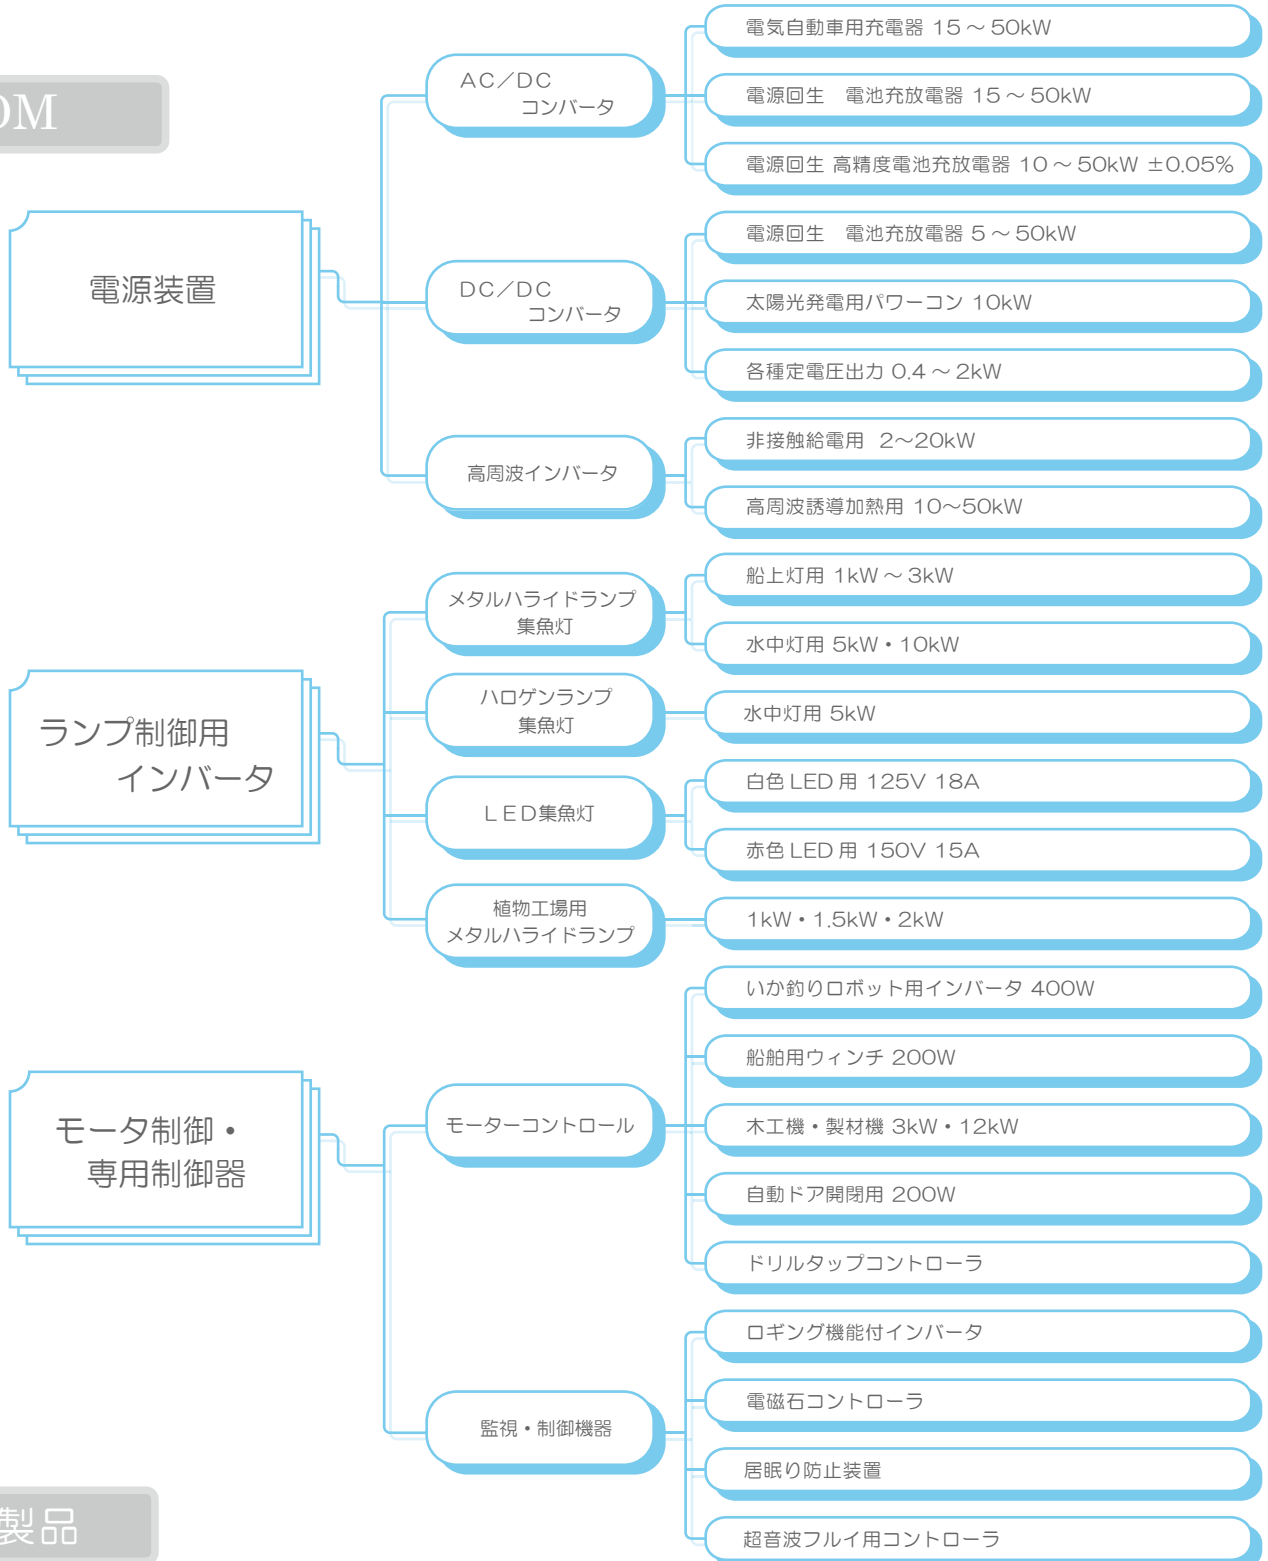 DM
電源装置
AC／DC
コンバータ
電気自動車用充電器 15～50kW
電源回生　電池充放電器 15～50kW
電源回生 高精度電池充放電器 10～50kW ±0.05%
DC／DC
コンバータ
電源回生　電池充放電器 5～50kW
太陽光発電用パワーコン 10kW
各種定電圧出力 0.4～2kW
高周波インバータ
非接触給電用 2～20kW
高周波誘導加熱用 10～50kW
ランプ制御用
インバータ
メタルハライドランプ
集魚灯
船上灯用 1kW～3kW
水中灯用 5kW・10kW
ハロゲンランプ
集魚灯
水中灯用 5kW
ＬＥＤ集魚灯
白色 LED 用 125V 18A
赤色 LED 用 150V 15A
植物工場用
メタルハライドランプ
1kW・1.5kW・2kW
モータ制御・
専用制御器
モーターコントロール
いか釣りロボット用インバータ 400W
船舶用ウィンチ 200W
木工機・製材機 3kW・12kW
自動ドア開閉用 200W
ドリルタップコントローラ
監視・制御機器
ロギング機能付インバータ
電磁石コントローラ
居眠り防止装置
超音波フルイ用コントローラ
製品